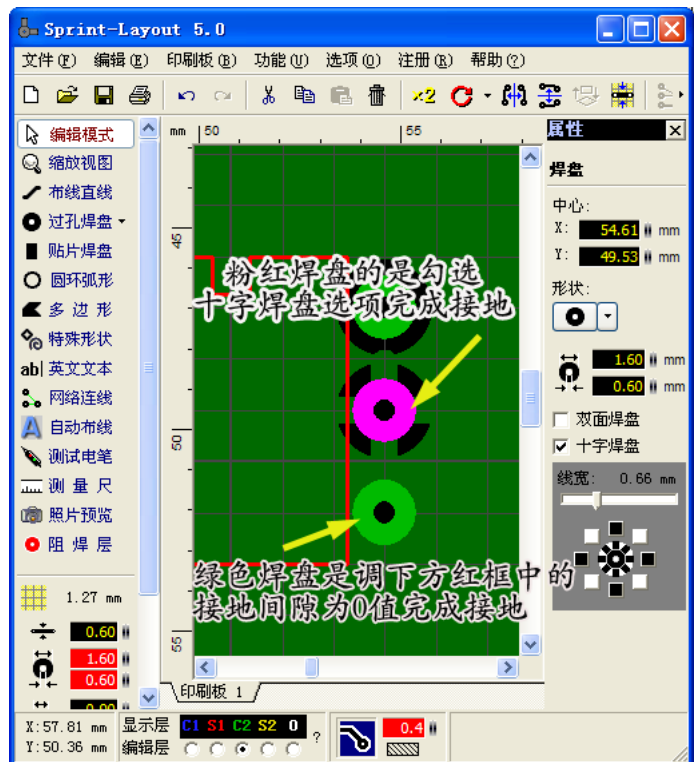 Sprint-Layout 5.0
文件(F) 编辑(E) 印刷板(B) 功能(U) 选项(O) 注册(R) 帮助(?)
×2
编辑模式
缩放视图
布线直线
过孔焊盘
贴片焊盘
圆环弧形
多 边 形
特殊形状
ab| 英文文本
网络连线
自动布线
测试电笔
测 量 尺
照片预览
阻 焊 层
1.27 mm
0.60
1.60
0.60
0.00
mm 50 55
45
50
55
粉红焊盘的是勾选
十字焊盘选项完成接地
绿色焊盘是调下方红框中的
接地间隙为0值完成接地
印刷板 1
属性
焊盘
中心:
X: 54.61 mm
Y: 49.53 mm
形状:
1.60 mm
0.60 mm
双面焊盘
十字焊盘
线宽: 0.66 mm
X:57.81 mm 显示层 C1 S1 C2 S2 O
Y:50.36 mm 编辑层
?
0.4